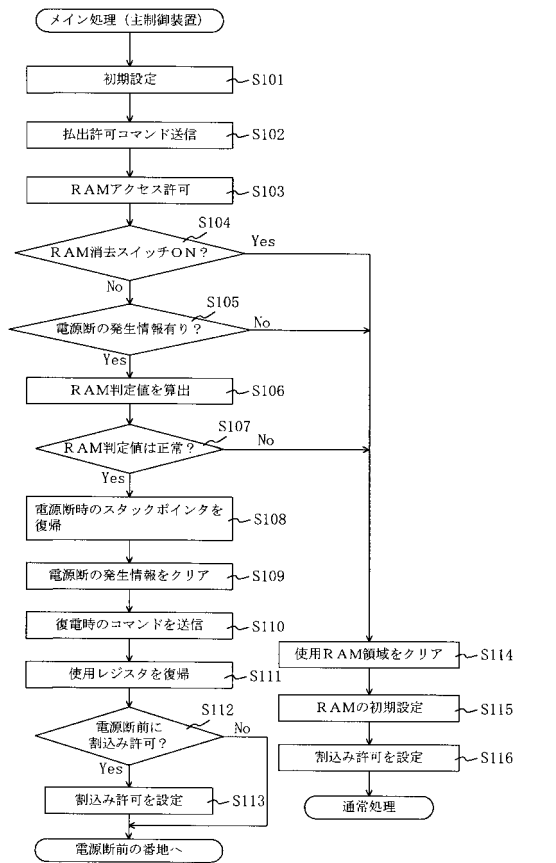 メイン処理（主制御装置）
初期設定
S101
払出許可コマンド送信
S102
ＲＡＭアクセス許可
S103
S104
ＲＡＭ消去スイッチＯＮ？
Yes
No
S105
電源断の発生情報有り？
No
Yes
ＲＡＭ判定値を算出
S106
S107
ＲＡＭ判定値は正常？
No
Yes
電源断時のスタックポインタを
復帰
S108
電源断の発生情報をクリア
S109
復電時のコマンドを送信
S110
使用レジスタを復帰
S111
S112
電源断前に
割込み許可？
No
Yes
割込み許可を設定
S113
電源断前の番地へ
使用ＲＡＭ領域をクリア
S114
ＲＡＭの初期設定
S115
割込み許可を設定
S116
通常処理